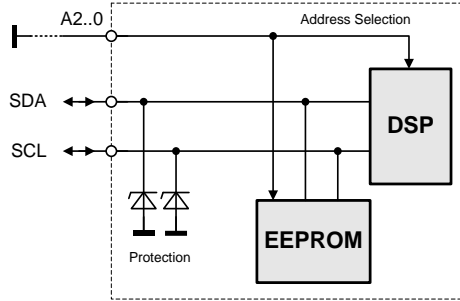 A2..0
Address Selection
SDA
DSP
SCL
EEPROM
Protection